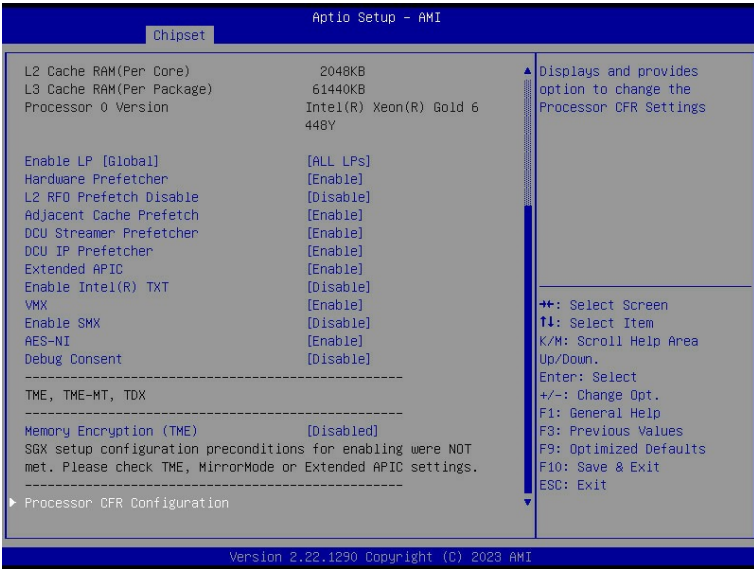 Aptio Setup – AMI
Chipset
L2 Cache RAM(Per Core) 2048KB
L3 Cache RAM(Per Package) 61440KB
Processor 0 Version Intel(R) Xeon(R) Gold 6
448Y
Enable LP [Global] [ALL LPs]
Hardware Prefetcher [Enable]
L2 RFO Prefetch Disable [Disable]
Adjacent Cache Prefetch [Enable]
DCU Streamer Prefetcher [Enable]
DCU IP Prefetcher [Enable]
Extended APIC [Enable]
Enable Intel(R) TXT [Disable]
VMX [Enable]
Enable SMX [Disable]
AES-NI [Enable]
Debug Consent [Disable]
--------------------------------------------------
TME, TME-MT, TDX
--------------------------------------------------
Memory Encryption (TME) [Disabled]
SGX setup configuration preconditions for enabling were NOT
met. Please check TME, MirrorMode or Extended APIC settings.
--------------------------------------------------
▶ Processor CFR Configuration
Displays and provides
option to change the
Processor CFR Settings
→←: Select Screen
↑↓: Select Item
K/M: Scroll Help Area
Up/Down.
Enter: Select
+/-: Change Opt.
F1: General Help
F3: Previous Values
F9: Optimized Defaults
F10: Save & Exit
ESC: Exit
Version 2.22.1290 Copyright (C) 2023 AMI